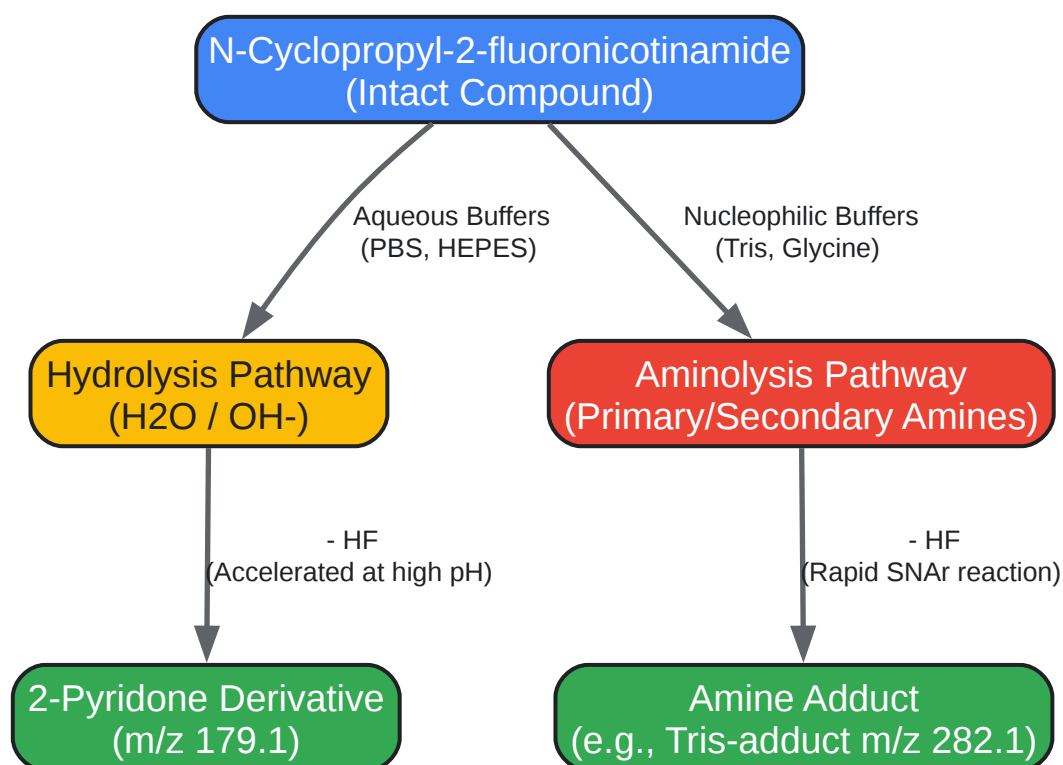 N-Cyclopropyl-2-fluoronicotinamide
(Intact Compound)
Aqueous Buffers
(PBS, HEPES)
Nucleophilic Buffers
(Tris, Glycine)
Hydrolysis Pathway
(H2O / OH-)
Aminolysis Pathway
(Primary/Secondary Amines)
- HF
(Accelerated at high pH)
- HF
(Rapid SNAr reaction)
2-Pyridone Derivative
(m/z 179.1)
Amine Adduct
(e.g., Tris-adduct m/z 282.1)